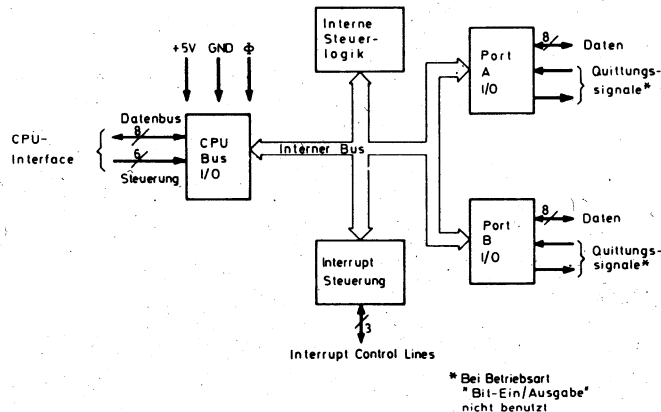 +5V GND Φ
Interne
Steuer-
logik
Port
A
I/O
8
Daten
Quittungs-
signale*
CPU-
Interface
Datenbus
8
6
Steuerung
CPU
Bus
I/O
Interner Bus
Port
B
I/O
8
Daten
Quittungs-
signale*
Interrupt
Steuerung
3
Interrupt Control Lines
* Bei Betriebsart
"Bit-Ein/Ausgabe"
nicht benutzt